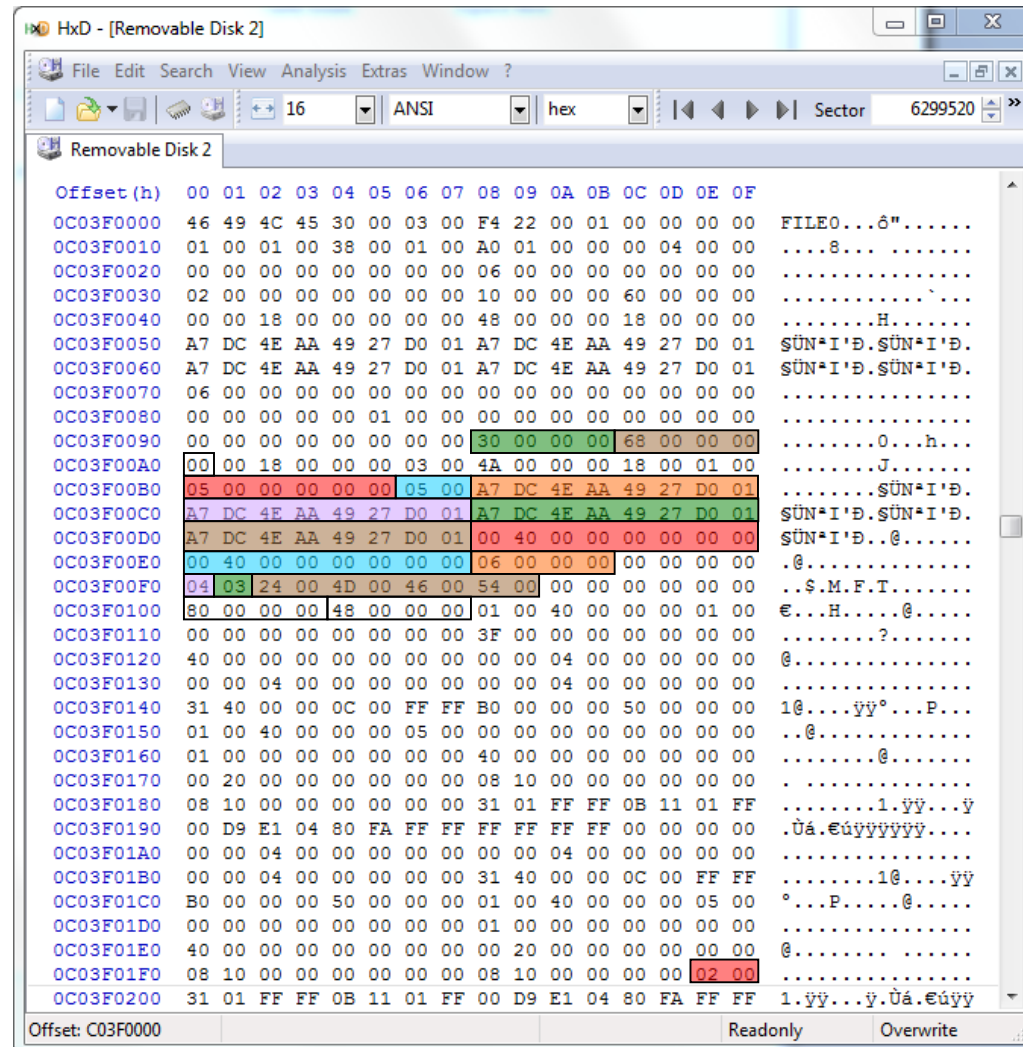 HxD - [Removable Disk 2]
File Edit Search View Analysis Extras Window ?
16 ANSI hex Sector 6299520 »
Removable Disk 2
Offset(h) 00 01 02 03 04 05 06 07 08 09 0A 0B 0C 0D 0E 0F
0C03F0000 46 49 4C 45 30 00 03 00 F4 22 00 01 00 00 00 00 FILE0...ô"......
0C03F0010 01 00 01 00 38 00 01 00 A0 01 00 00 00 04 00 00 ....8... .......
0C03F0020 00 00 00 00 00 00 00 00 06 00 00 00 00 00 00 00 ................
0C03F0030 02 00 00 00 00 00 00 00 10 00 00 00 60 00 00 00 ............`...
0C03F0040 00 00 18 00 00 00 00 00 48 00 00 00 18 00 00 00 ........H.......
0C03F0050 A7 DC 4E AA 49 27 D0 01 A7 DC 4E AA 49 27 D0 01 §ÜNªI'Ð.§ÜNªI'Ð.
0C03F0060 A7 DC 4E AA 49 27 D0 01 A7 DC 4E AA 49 27 D0 01 §ÜNªI'Ð.§ÜNªI'Ð.
0C03F0070 06 00 00 00 00 00 00 00 00 00 00 00 00 00 00 00 ................
0C03F0080 00 00 00 00 00 01 00 00 00 00 00 00 00 00 00 00 ................
0C03F0090 00 00 00 00 00 00 00 00 30 00 00 00 68 00 00 00 ........0...h...
0C03F00A0 00 00 18 00 00 00 03 00 4A 00 00 00 18 00 01 00 ........J.......
0C03F00B0 05 00 00 00 00 00 05 00 A7 DC 4E AA 49 27 D0 01 ........§ÜNªI'Ð.
0C03F00C0 A7 DC 4E AA 49 27 D0 01 A7 DC 4E AA 49 27 D0 01 §ÜNªI'Ð.§ÜNªI'Ð.
0C03F00D0 A7 DC 4E AA 49 27 D0 01 00 40 00 00 00 00 00 00 §ÜNªI'Ð..@......
0C03F00E0 00 40 00 00 00 00 00 00 06 00 00 00 00 00 00 00 .@..............
0C03F00F0 04 03 24 00 4D 00 46 00 54 00 00 00 00 00 00 00 ..$.M.F.T.......
0C03F0100 80 00 00 00 48 00 00 00 01 00 40 00 00 00 01 00 €...H.....@.....
0C03F0110 00 00 00 00 00 00 00 00 3F 00 00 00 00 00 00 00 ........?.......
0C03F0120 40 00 00 00 00 00 00 00 00 00 04 00 00 00 00 00 @...............
0C03F0130 00 00 04 00 00 00 00 00 00 00 04 00 00 00 00 00 ................
0C03F0140 31 40 00 00 0C 00 FF FF B0 00 00 00 50 00 00 00 1@....ÿÿ°...P...
0C03F0150 01 00 40 00 00 00 05 00 00 00 00 00 00 00 00 00 ..@.............
0C03F0160 01 00 00 00 00 00 00 00 40 00 00 00 00 00 00 00 ........@.......
0C03F0170 00 20 00 00 00 00 00 00 08 10 00 00 00 00 00 00 . ..............
0C03F0180 08 10 00 00 00 00 00 00 31 01 FF FF 0B 11 01 FF ........1.ÿÿ...ÿ
0C03F0190 00 D9 E1 04 80 FA FF FF FF FF FF FF 00 00 00 00 .Ùá.€úÿÿÿÿÿÿ....
0C03F01A0 00 00 04 00 00 00 00 00 00 00 04 00 00 00 00 00 ................
0C03F01B0 00 00 04 00 00 00 00 00 31 40 00 00 0C 00 FF FF ........1@....ÿÿ
0C03F01C0 B0 00 00 00 50 00 00 00 01 00 40 00 00 00 05 00 °...P.....@.....
0C03F01D0 00 00 00 00 00 00 00 00 01 00 00 00 00 00 00 00 ................
0C03F01E0 40 00 00 00 00 00 00 00 00 20 00 00 00 00 00 00 @........ ......
0C03F01F0 08 10 00 00 00 00 00 00 08 10 00 00 00 00 02 00 ................
0C03F0200 31 01 FF FF 0B 11 01 FF 00 D9 E1 04 80 FA FF FF 1.ÿÿ...ÿ.Ùá.€úÿÿ
Offset: C03F0000 Readonly Overwrite